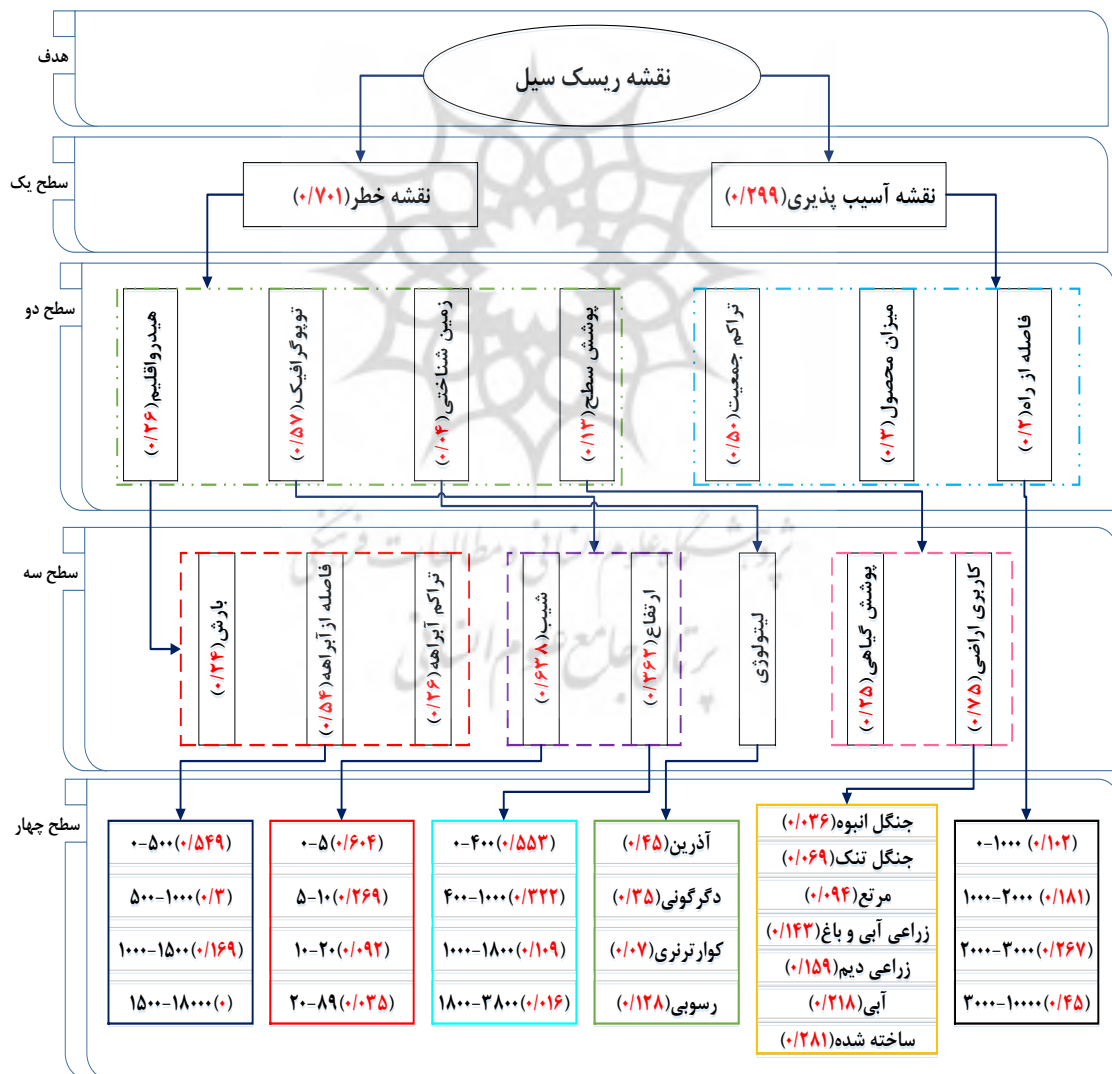 هدف
نقشه ریسک سیل
سطح یک
نقشه آسیب پذیری(۰/۲۹۹)
نقشه خطر(۰/۷۰۱)
سطح دو
فاصله از راه(۰/۲)
میزان محصول(۰/۳)
تراکم جمعیت(۰/۵۰)
پوشش سطح(۰/۱۳)
زمین شناختی(۰/۰۴)
توپوگرافیک(۰/۵۷)
هیدرواقلیم(۰/۲۶)
پژوهشگاه علوم انسانی و مطالعات فرهنگی
پرتال جامع علوم انسانی
سطح سه
کاربری اراضی(۰/۷۵)
پوشش گیاهی(۰/۲۵)
لیتولوژی
ارتفاع(۰/۳۶۲)
شیب(۰/۶۳۸)
تراکم آبراهه(۰/۲۶)
فاصله ازآبراهه(۰/۵۴)
بارش(۰/۲۴)
سطح چهار
۰-۱۰۰۰ (۰/۱۰۲)
۱۰۰۰-۲۰۰۰ (۰/۱۸۱)
۲۰۰۰-۳۰۰۰(۰/۲۶۷)
۳۰۰۰-۱۰۰۰۰(۰/۴۵)
جنگل انبوه(۰/۰۳۶)
جنگل تنک(۰/۰۶۹)
مرتع(۰/۰۹۴)
زراعی آبی و باغ(۰/۱۴۳)
زراعی دیم(۰/۱۵۹)
آبی(۰/۲۱۸)
ساخته شده(۰/۲۸۱)
آذرین(۰/۴۵)
دگرگونی(۰/۳۵)
کوارترنری(۰/۰۷)
رسوبی(۰/۱۲۸)
۰-۴۰۰(۰/۵۵۳)
۴۰۰-۱۰۰۰(۰/۳۲۲)
۱۰۰۰-۱۸۰۰(۰/۱۰۹)
۱۸۰۰-۳۸۰۰(۰/۰۱۶)
۰-۵(۰/۶۰۴)
۵-۱۰(۰/۲۶۹)
۱۰-۲۰(۰/۰۹۲)
۲۰-۸۹(۰/۰۳۵)
۰-۵۰۰(۰/۵۴۹)
۵۰۰-۱۰۰۰(۰/۳)
۱۰۰۰-۱۵۰۰(۰/۱۶۹)
۱۵۰۰-۱۸۰۰۰(۰)